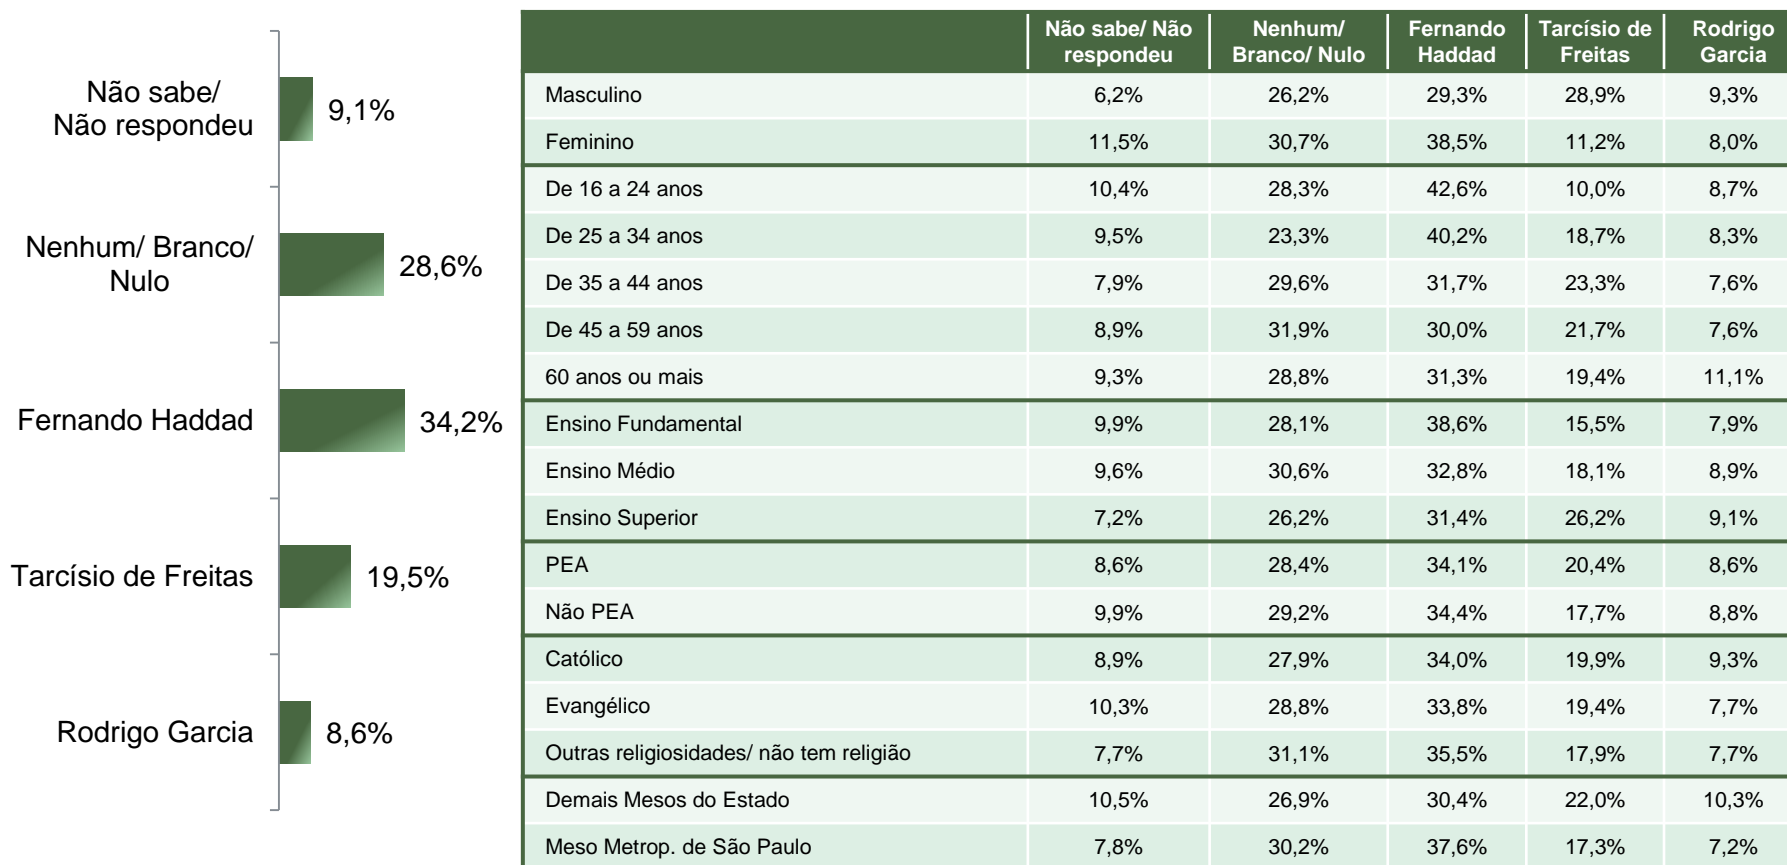 Não sabe/
Não respondeu
9,1%
Nenhum/ Branco/
Nulo
28,6%
Fernando Haddad
34,2%
Tarcísio de Freitas
19,5%
Rodrigo Garcia
8,6%
Não sabe/ Não respondeu Nenhum/ Branco/ Nulo Fernando Haddad Tarcísio de Freitas Rodrigo Garcia
Masculino 6,2% 26,2% 29,3% 28,9% 9,3%
Feminino 11,5% 30,7% 38,5% 11,2% 8,0%
De 16 a 24 anos 10,4% 28,3% 42,6% 10,0% 8,7%
De 25 a 34 anos 9,5% 23,3% 40,2% 18,7% 8,3%
De 35 a 44 anos 7,9% 29,6% 31,7% 23,3% 7,6%
De 45 a 59 anos 8,9% 31,9% 30,0% 21,7% 7,6%
60 anos ou mais 9,3% 28,8% 31,3% 19,4% 11,1%
Ensino Fundamental 9,9% 28,1% 38,6% 15,5% 7,9%
Ensino Médio 9,6% 30,6% 32,8% 18,1% 8,9%
Ensino Superior 7,2% 26,2% 31,4% 26,2% 9,1%
PEA 8,6% 28,4% 34,1% 20,4% 8,6%
Não PEA 9,9% 29,2% 34,4% 17,7% 8,8%
Católico 8,9% 27,9% 34,0% 19,9% 9,3%
Evangélico 10,3% 28,8% 33,8% 19,4% 7,7%
Outras religiosidades/ não tem religião 7,7% 31,1% 35,5% 17,9% 7,7%
Demais Mesos do Estado 10,5% 26,9% 30,4% 22,0% 10,3%
Meso Metrop. de São Paulo 7,8% 30,2% 37,6% 17,3% 7,2%